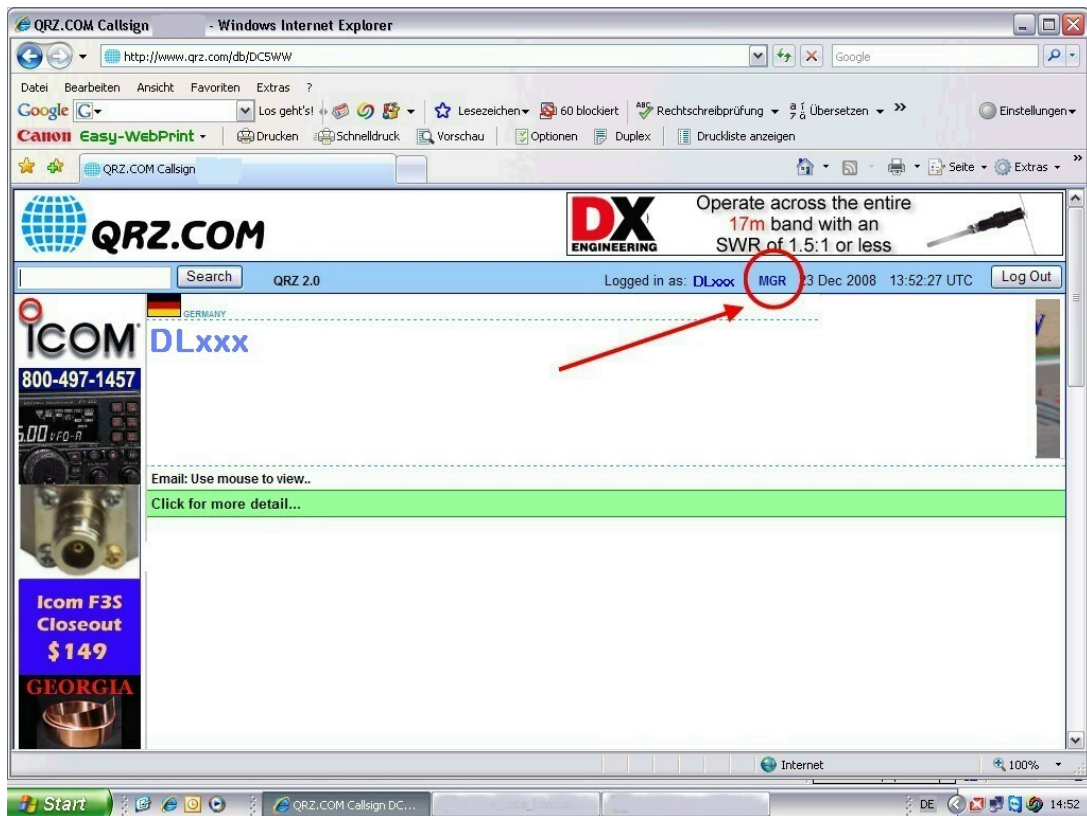 QRZ.COM Callsign - Windows Internet Explorer
http://www.qrz.com/db/DC5WW
Google
Datei Bearbeiten Ansicht Favoriten Extras ?
Google G Los geht's! Lesezeichen 60 blockiert Rechtschreibprüfung Übersetzen » Einstellungen
Canon Easy-WebPrint Drucken Schnelldruck Vorschau Optionen Duplex Druckliste anzeigen
QRZ.COM Callsign Seite Extras »
QRZ.COM
DX ENGINEERING
Operate across the entire
17m band with an
SWR of 1.5:1 or less
Search QRZ 2.0 Logged in as: DLxxx MGR 23 Dec 2008 13:52:27 UTC Log Out
ICOM
800-497-1457
GERMANY
DLxxx
Email: Use mouse to view..
Click for more detail...
Icom F3S
Closeout
$149
GEORGIA
Internet 100%
Start QRZ.COM Callsign DC... DE 14:52